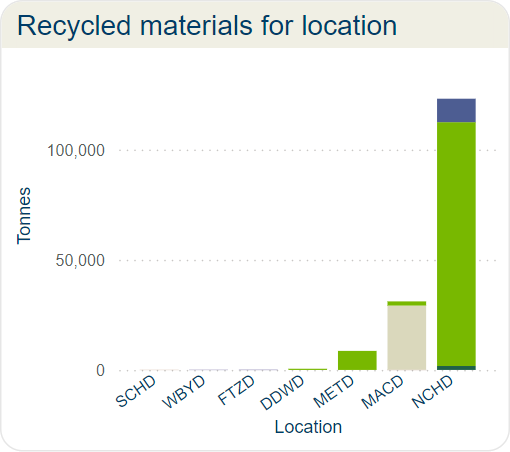 Recycled materials for location
Tonnes
100,000
50,000
0
SCHD
WBYD
FTZD
DDWD
METD
MACD
NCHD
Location